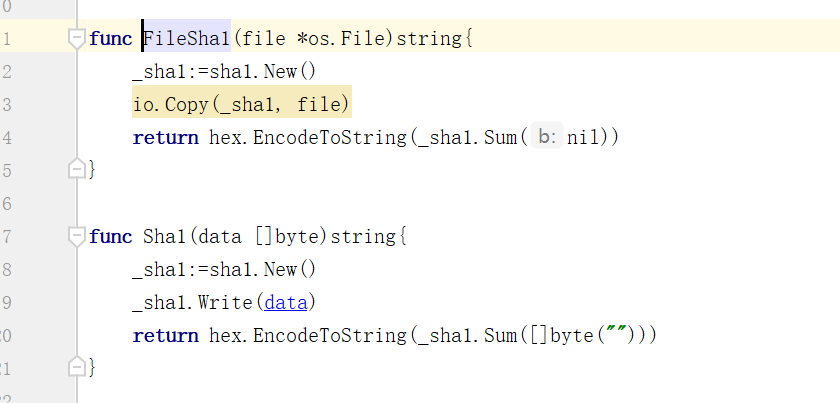 0
1 func FileSha1(file *os.File)string{
2 _sha1:=sha1.New()
3 io.Copy(_sha1, file)
4 return hex.EncodeToString(_sha1.Sum( b: nil))
5 }
6
7 func Sha1(data []byte)string{
8 _sha1:=sha1.New()
9 _sha1.Write(data)
20 return hex.EncodeToString(_sha1.Sum([]byte("")))
21 }
22